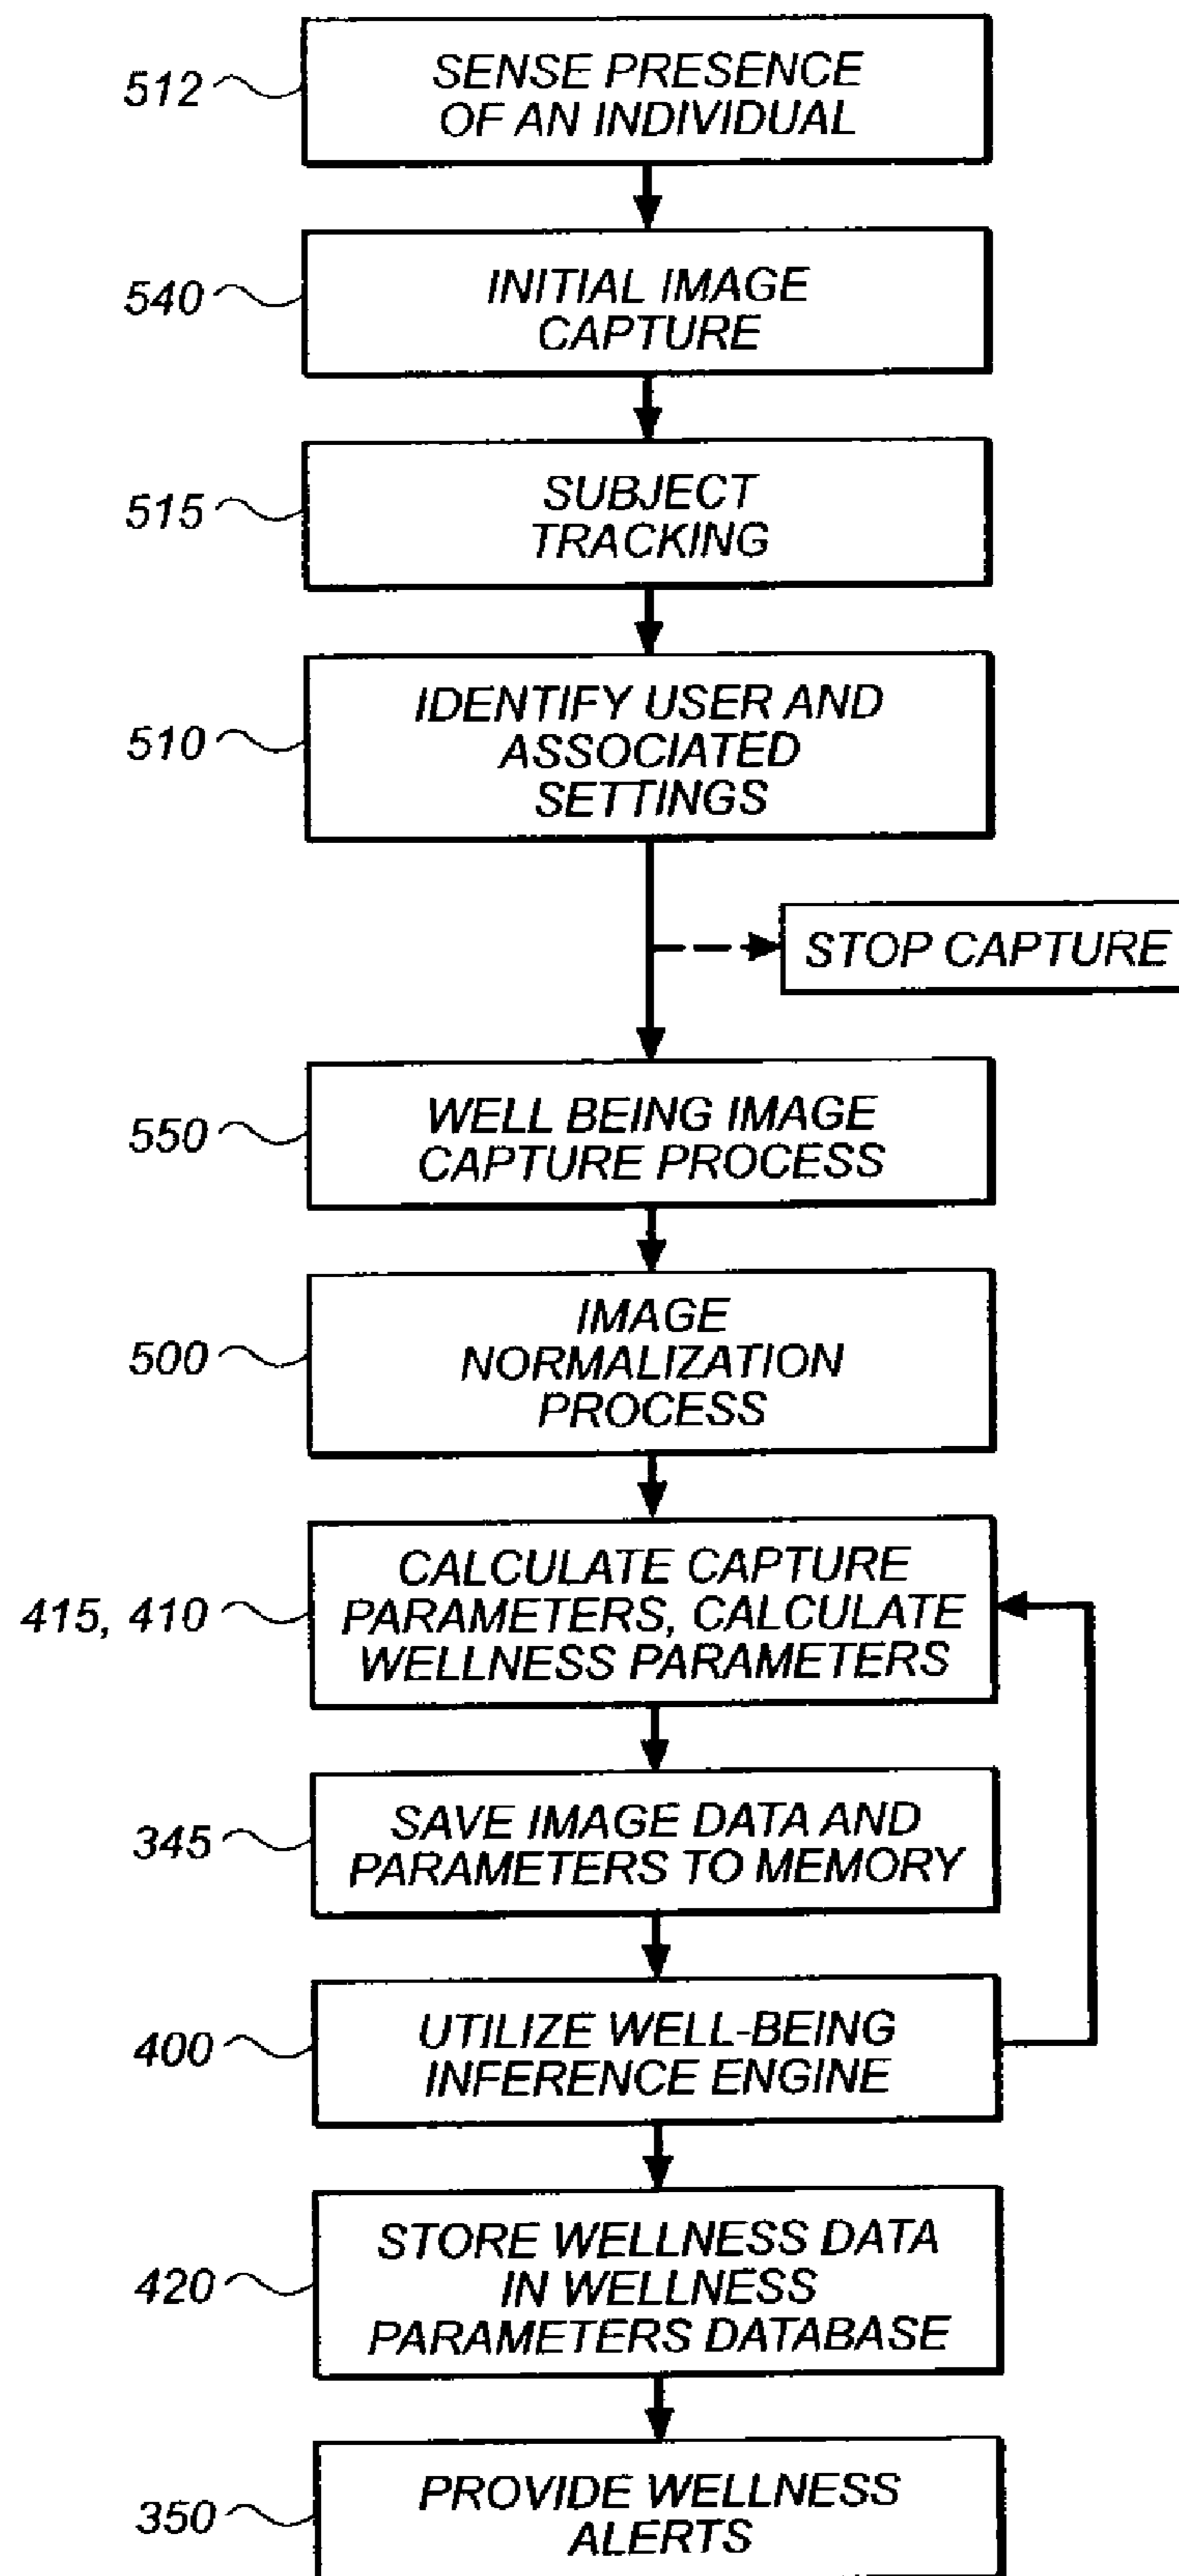 512
SENSE PRESENCE
OF AN INDIVIDUAL
540
INITIAL IMAGE
CAPTURE
515
SUBJECT
TRACKING
510
IDENTIFY USER AND
ASSOCIATED
SETTINGS
STOP CAPTURE
550
WELL BEING IMAGE
CAPTURE PROCESS
500
IMAGE
NORMALIZATION
PROCESS
415, 410
CALCULATE CAPTURE
PARAMETERS, CALCULATE
WELLNESS PARAMETERS
345
SAVE IMAGE DATA AND
PARAMETERS TO MEMORY
400
UTILIZE WELL-BEING
INFERENCE ENGINE
420
STORE WELLNESS DATA
IN WELLNESS
PARAMETERS DATABASE
350
PROVIDE WELLNESS
ALERTS